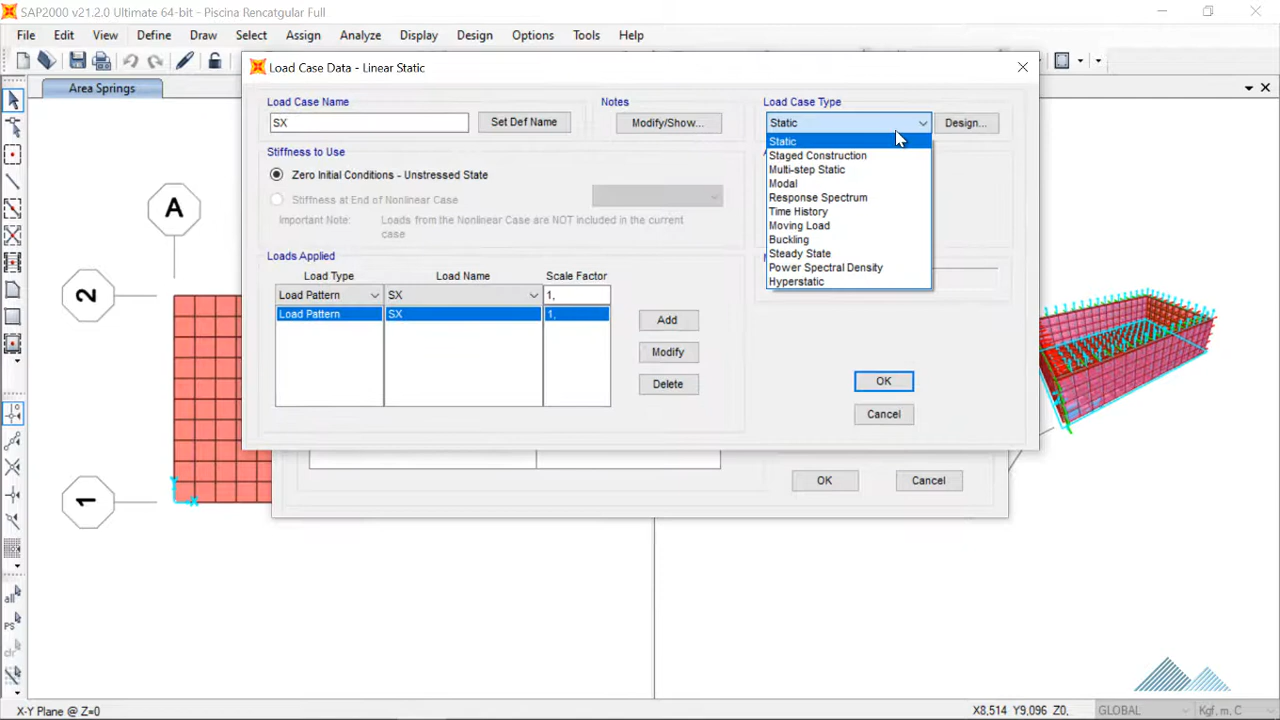 SAP2000 v21.2.0 Ultimate 64-bit - Piscina Rencatgular Full
File Edit View Define Draw Select Assign Analyze Display Design Options Tools Help
Area Springs
Load Case Data - Linear Static
Load Case Name
SX
Set Def Name
Notes
Modify/Show...
Load Case Type
Static
Design...
Static
Staged Construction
Multi-step Static
Modal
Response Spectrum
Time History
Moving Load
Buckling
Steady State
Power Spectral Density
Hyperstatic
Stiffness to Use
Zero Initial Conditions - Unstressed State
Stiffness at End of Nonlinear Case
Important Note: Loads from the Nonlinear Case are NOT included in the current
case
Loads Applied
Load Type Load Name Scale Factor
Load Pattern SX 1,
Load Pattern SX 1,
Add
Modify
Delete
OK
Cancel
OK Cancel
A
2
1
all
PS
clr
X-Y Plane @ Z=0
X8,514 Y9,096 Z0,
GLOBAL
Kgf, m, C